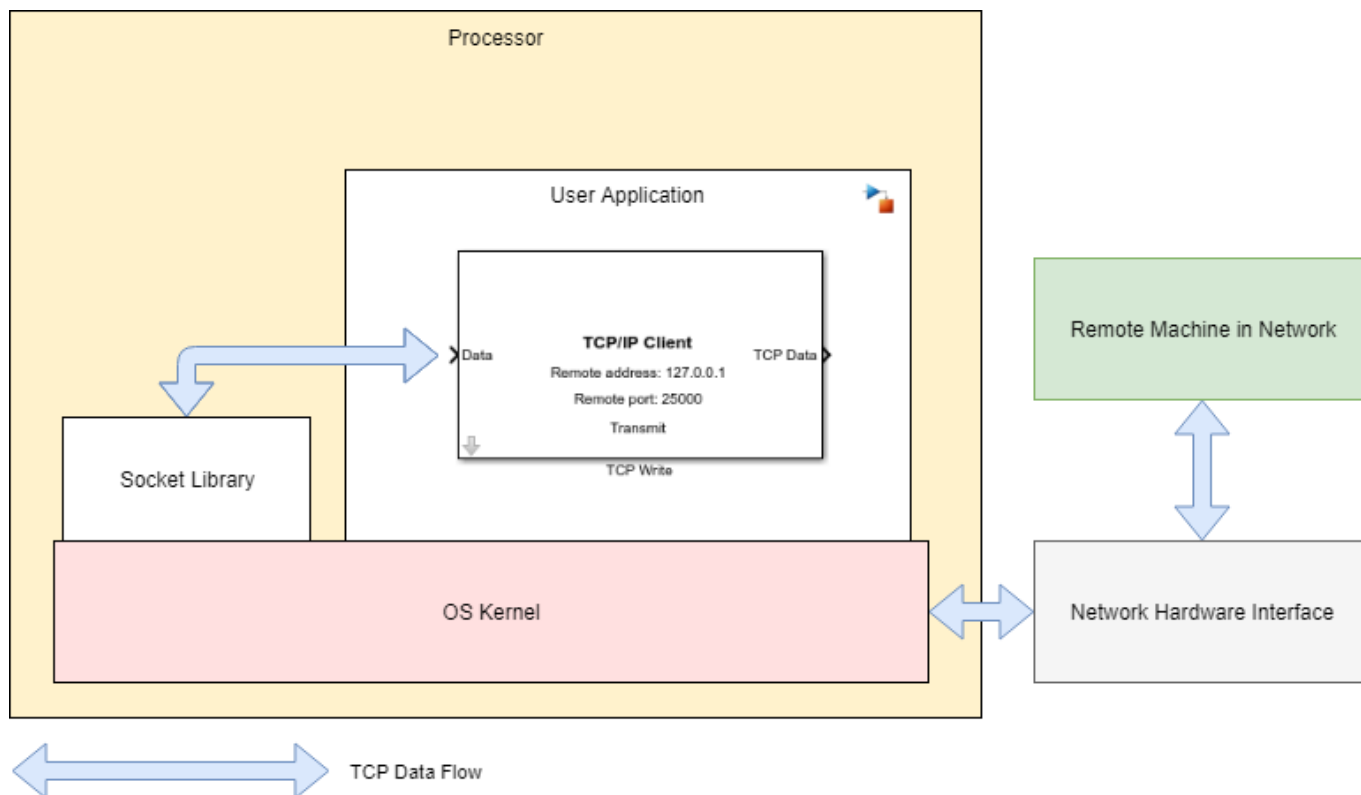 Processor
User Application
Data
TCP/IP Client
TCP Data
Remote address: 127.0.0.1
Remote port: 25000
Transmit
TCP Write
Socket Library
OS Kernel
Remote Machine in Network
Network Hardware Interface
TCP Data Flow